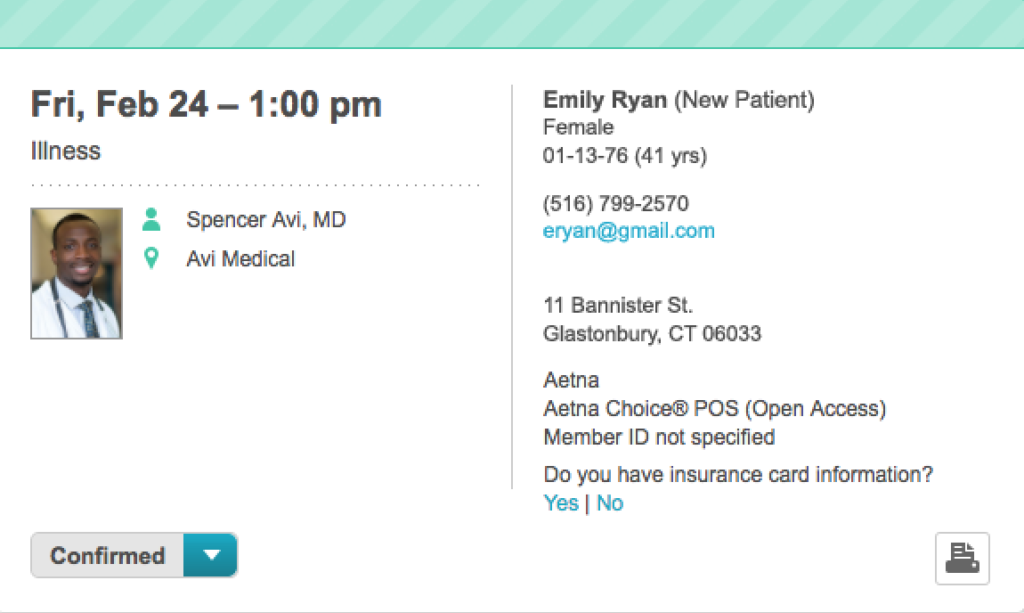 Fri, Feb 24 – 1:00 pm
Illness
Spencer Avi, MD
Avi Medical
Emily Ryan (New Patient)
Female
01-13-76 (41 yrs)
(516) 799-2570
eryan@gmail.com
11 Bannister St.
Glastonbury, CT 06033
Aetna
Aetna Choice® POS (Open Access)
Member ID not specified
Do you have insurance card information?
Yes | No
Confirmed